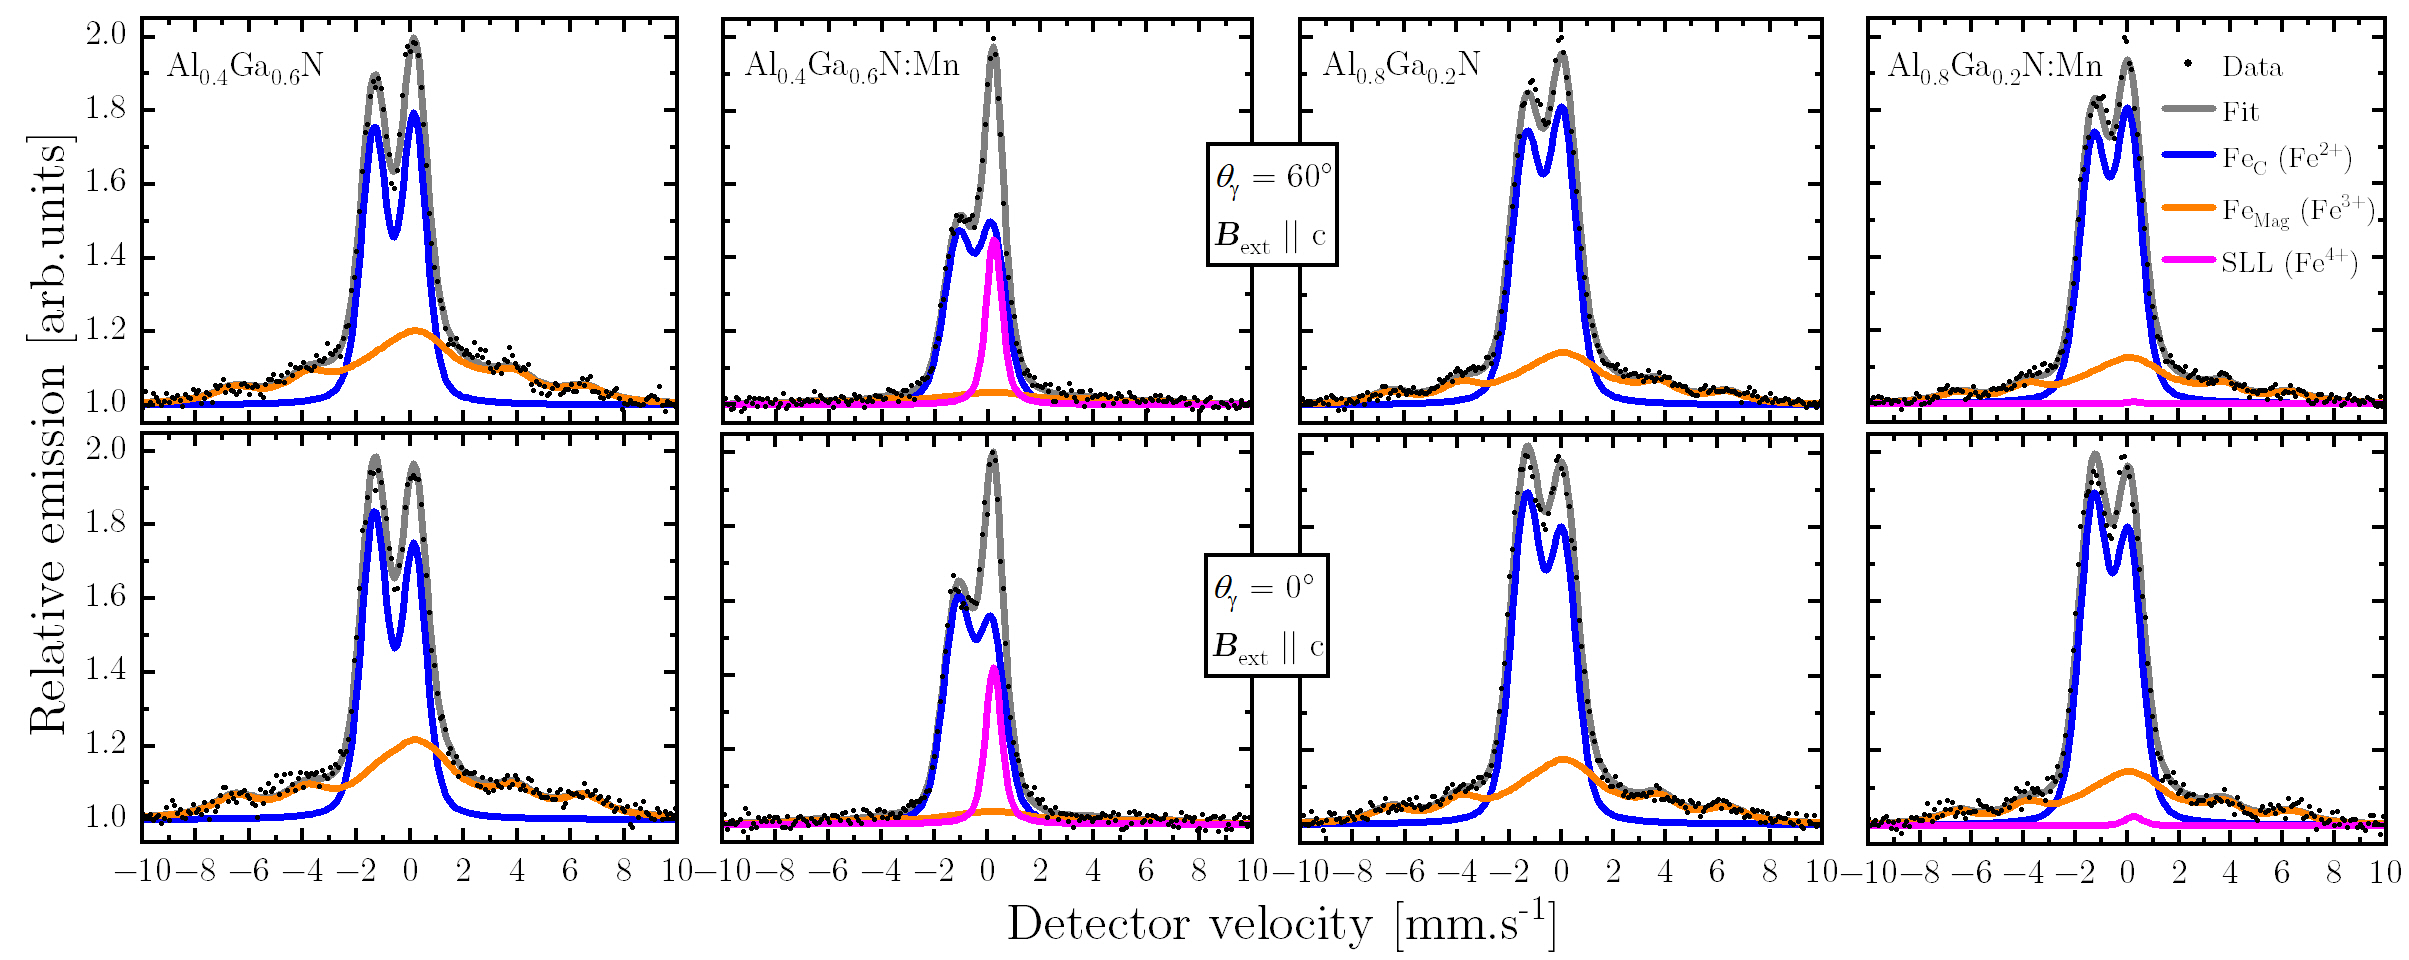 Al0.4Ga0.6N
Al0.4Ga0.6N:Mn
Al0.8Ga0.2N
Al0.8Ga0.2N:Mn
Data
Fit
FeC (Fe2+)
FeMag (Fe3+)
SLL (Fe4+)
θγ = 60°
Bext || c
θγ = 0°
Bext || c
Relative emission [arb.units]
2.0
1.8
1.6
1.4
1.2
1.0
2.0
1.8
1.6
1.4
1.2
1.0
−10 −8 −6 −4 −2 0 2 4 6 8 10 −8 −6 −4 −2 0 2 4 6 8 10 −10 −8 −6 −4 −2 0 2 4 6 8 10 −10 −8 −6 −4 −2 0 2 4 6 8 10
Detector velocity [mm.s-1]